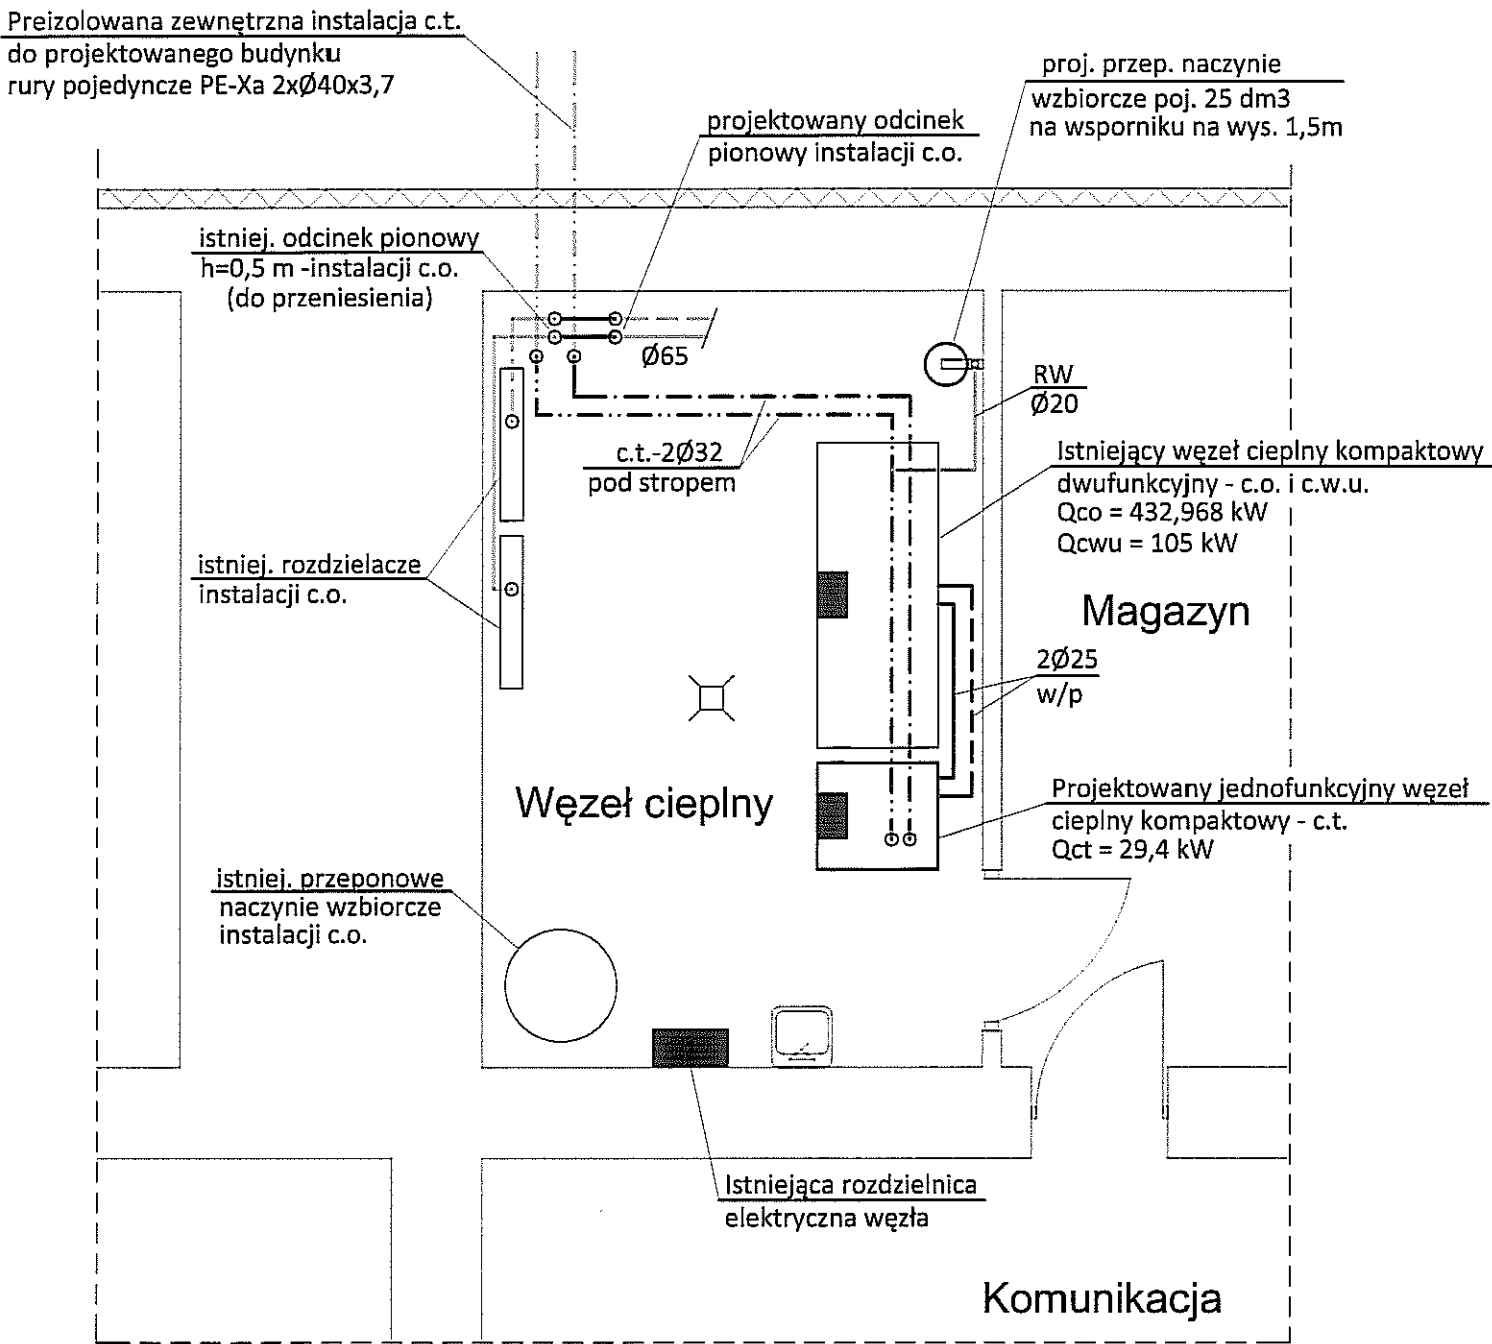 Preizolowana zewnętrzna instalacja c.t.
do projektowanego budynku
rury pojedyncze PE-Xa 2xØ40x3,7
proj. przep. naczynie
wzbiorcze poj. 25 dm3
na wsporniku na wys. 1,5m
projektowany odcinek
pionowy instalacji c.o.
istniej. odcinek pionowy
h=0,5 m -instalacji c.o.
(do przeniesienia)
Ø65
RW
Ø20
c.t.-2Ø32
pod stropem
Istniejący węzeł cieplny kompaktowy
dwufunkcyjny - c.o. i c.w.u.
Qco = 432,968 kW
Qcwu = 105 kW
istniej. rozdzielacze
instalacji c.o.
Magazyn
2Ø25
w/p
Węzeł cieplny
Projektowany jednofunkcyjny węzeł
cieplny kompaktowy - c.t.
Qct = 29,4 kW
istniej. przeponowe
naczynie wzbiorcze
instalacji c.o.
Istniejąca rozdzielnica
elektryczna węzła
Komunikacja